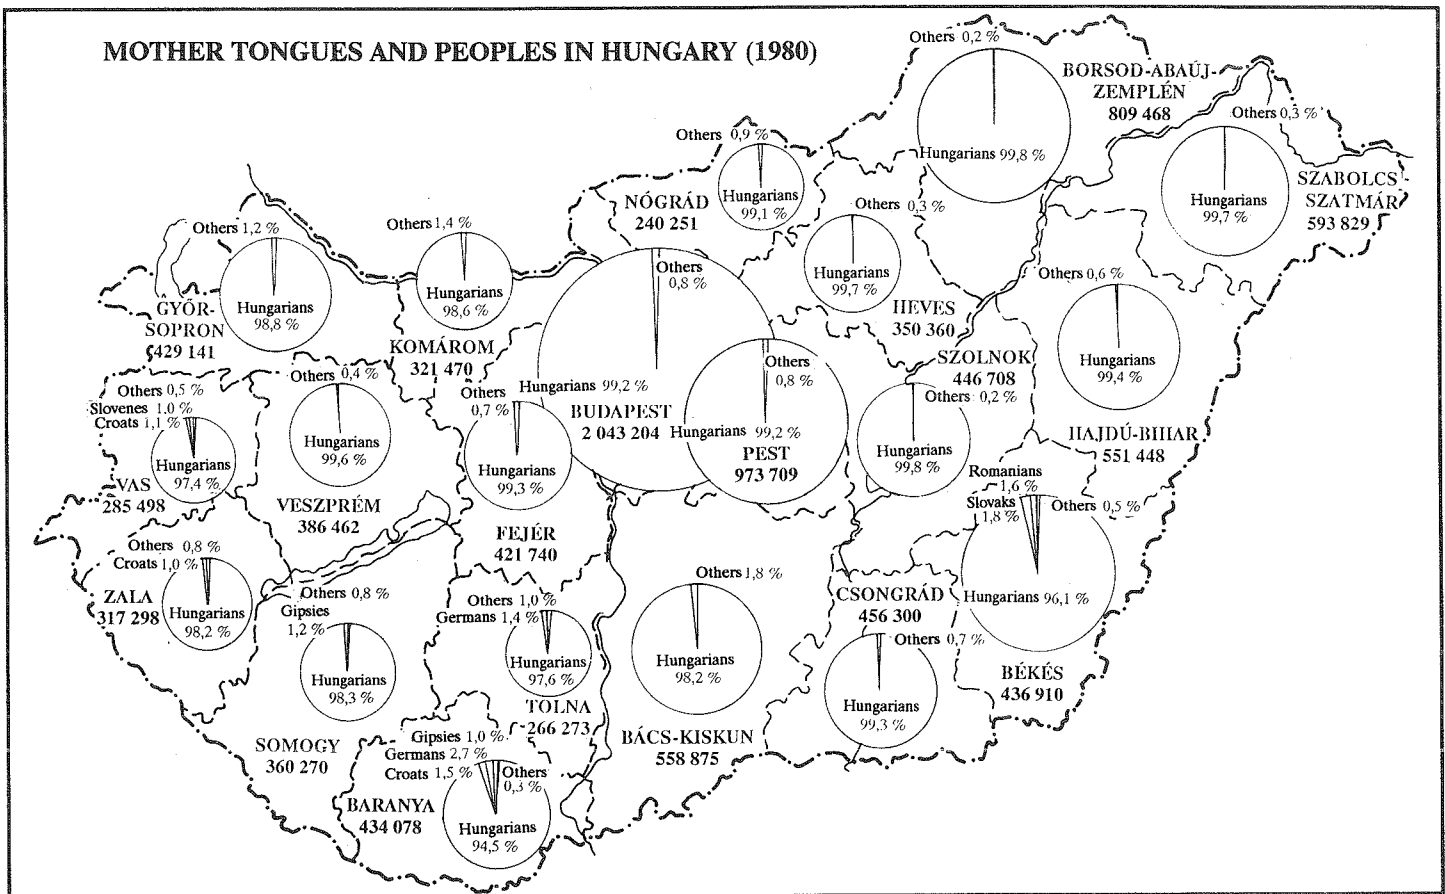 MOTHER TONGUES AND PEOPLES IN HUNGARY (1980)
Others 0,2 %
Hungarians 99,8 %
BORSOD-ABAÚJ-
ZEMPLÉN
809 468
Others 0,3 %
Hungarians
99,7 %
SZABOLCS-
SZATMÁR
593 829
Others 0,9 %
Hungarians
99,1 %
NÓGRÁD
240 251
Others 0,3 %
Hungarians
99,7 %
HEVES
350 360
Others 1,2 %
Hungarians
98,8 %
GYŐR-
SOPRON
429 141
Others 1,4 %
Hungarians
98,6 %
KOMÁROM
321 470
Others
0,8 %
Hungarians 99,2 %
BUDAPEST
2 043 204
Others
0,8 %
Hungarians 99,2 %
PEST
973 709
SZOLNOK
446 708
Others 0,2 %
Hungarians
99,8 %
Others 0,6 %
Hungarians
99,4 %
HAJDÚ-BIHAR
551 448
Others 0,5 %
Slovenes 1.0 %
Croats 1,1 %
Hungarians
97,4 %
VAS
285 498
Others 0,4 %
Hungarians
99,6 %
VESZPRÉM
386 462
Others
0,7 %
Hungarians
99,3 %
FEJÉR
421 740
Romanians
1,6 %
Slovaks
1,8 %
Others 0,5 %
Hungarians 96,1 %
BÉKÉS
436 910
Others 0,8 %
Croats 1,0 %
Hungarians
98,2 %
ZALA
317 298
Others 0,8 %
Gipsies
1,2 %
Hungarians
98,3 %
SOMOGY
360 270
Others 1,0 %
Germans 1,4 %
Hungarians
97,6 %
TOLNA
266 273
Others 1,8 %
Hungarians
98,2 %
BÁCS-KISKUN
558 875
CSONGRÁD
456 300
Others 0,7 %
Hungarians
99,3 %
Gipsies 1,0 %
Germans 2,7 %
Croats 1,5 %
Others
0,3 %
Hungarians
94,5 %
BARANYA
434 078